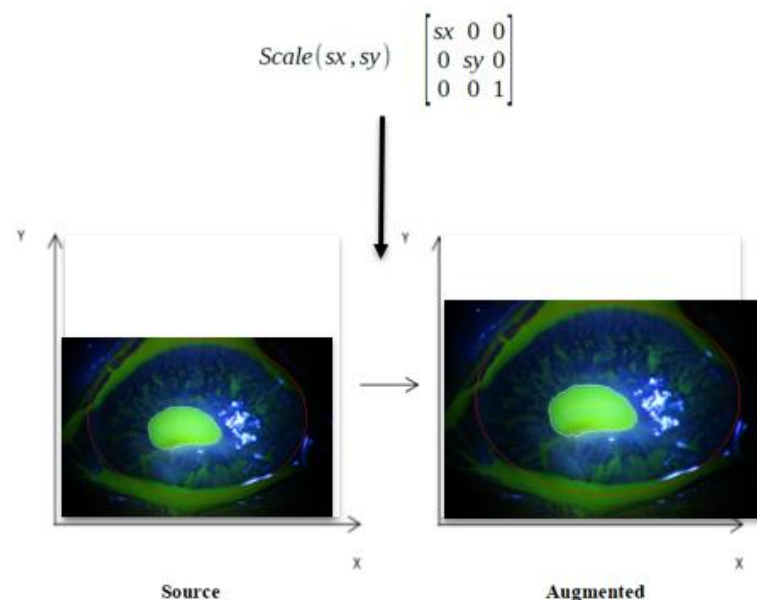 Scale(sx,sy) [sx 0 0
0 sy 0
0 0 1]
Y
Y
X
X
Source
Augmented